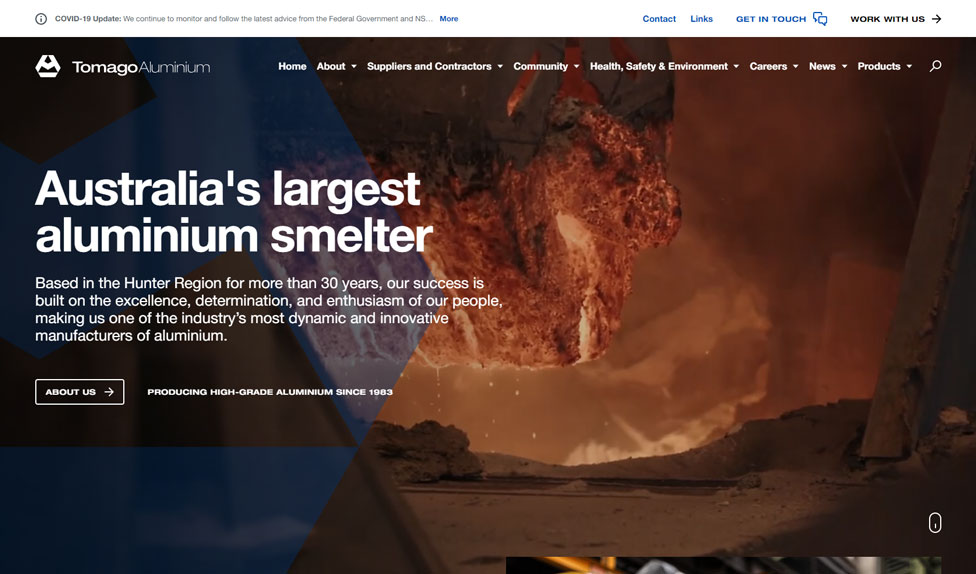 COVID-19 Update: We continue to monitor and follow the latest advice from the Federal Government and NS... More
Contact Links GET IN TOUCH WORK WITH US
TomagoAluminium Home About Suppliers and Contractors Community Health, Safety & Environment Careers News Products
Australia's largest
aluminium smelter
Based in the Hunter Region for more than 30 years, our success is
built on the excellence, determination, and enthusiasm of our people,
making us one of the industry's most dynamic and innovative
manufacturers of aluminium.
ABOUT US PRODUCING HIGH-GRADE ALUMINIUM SINCE 1983